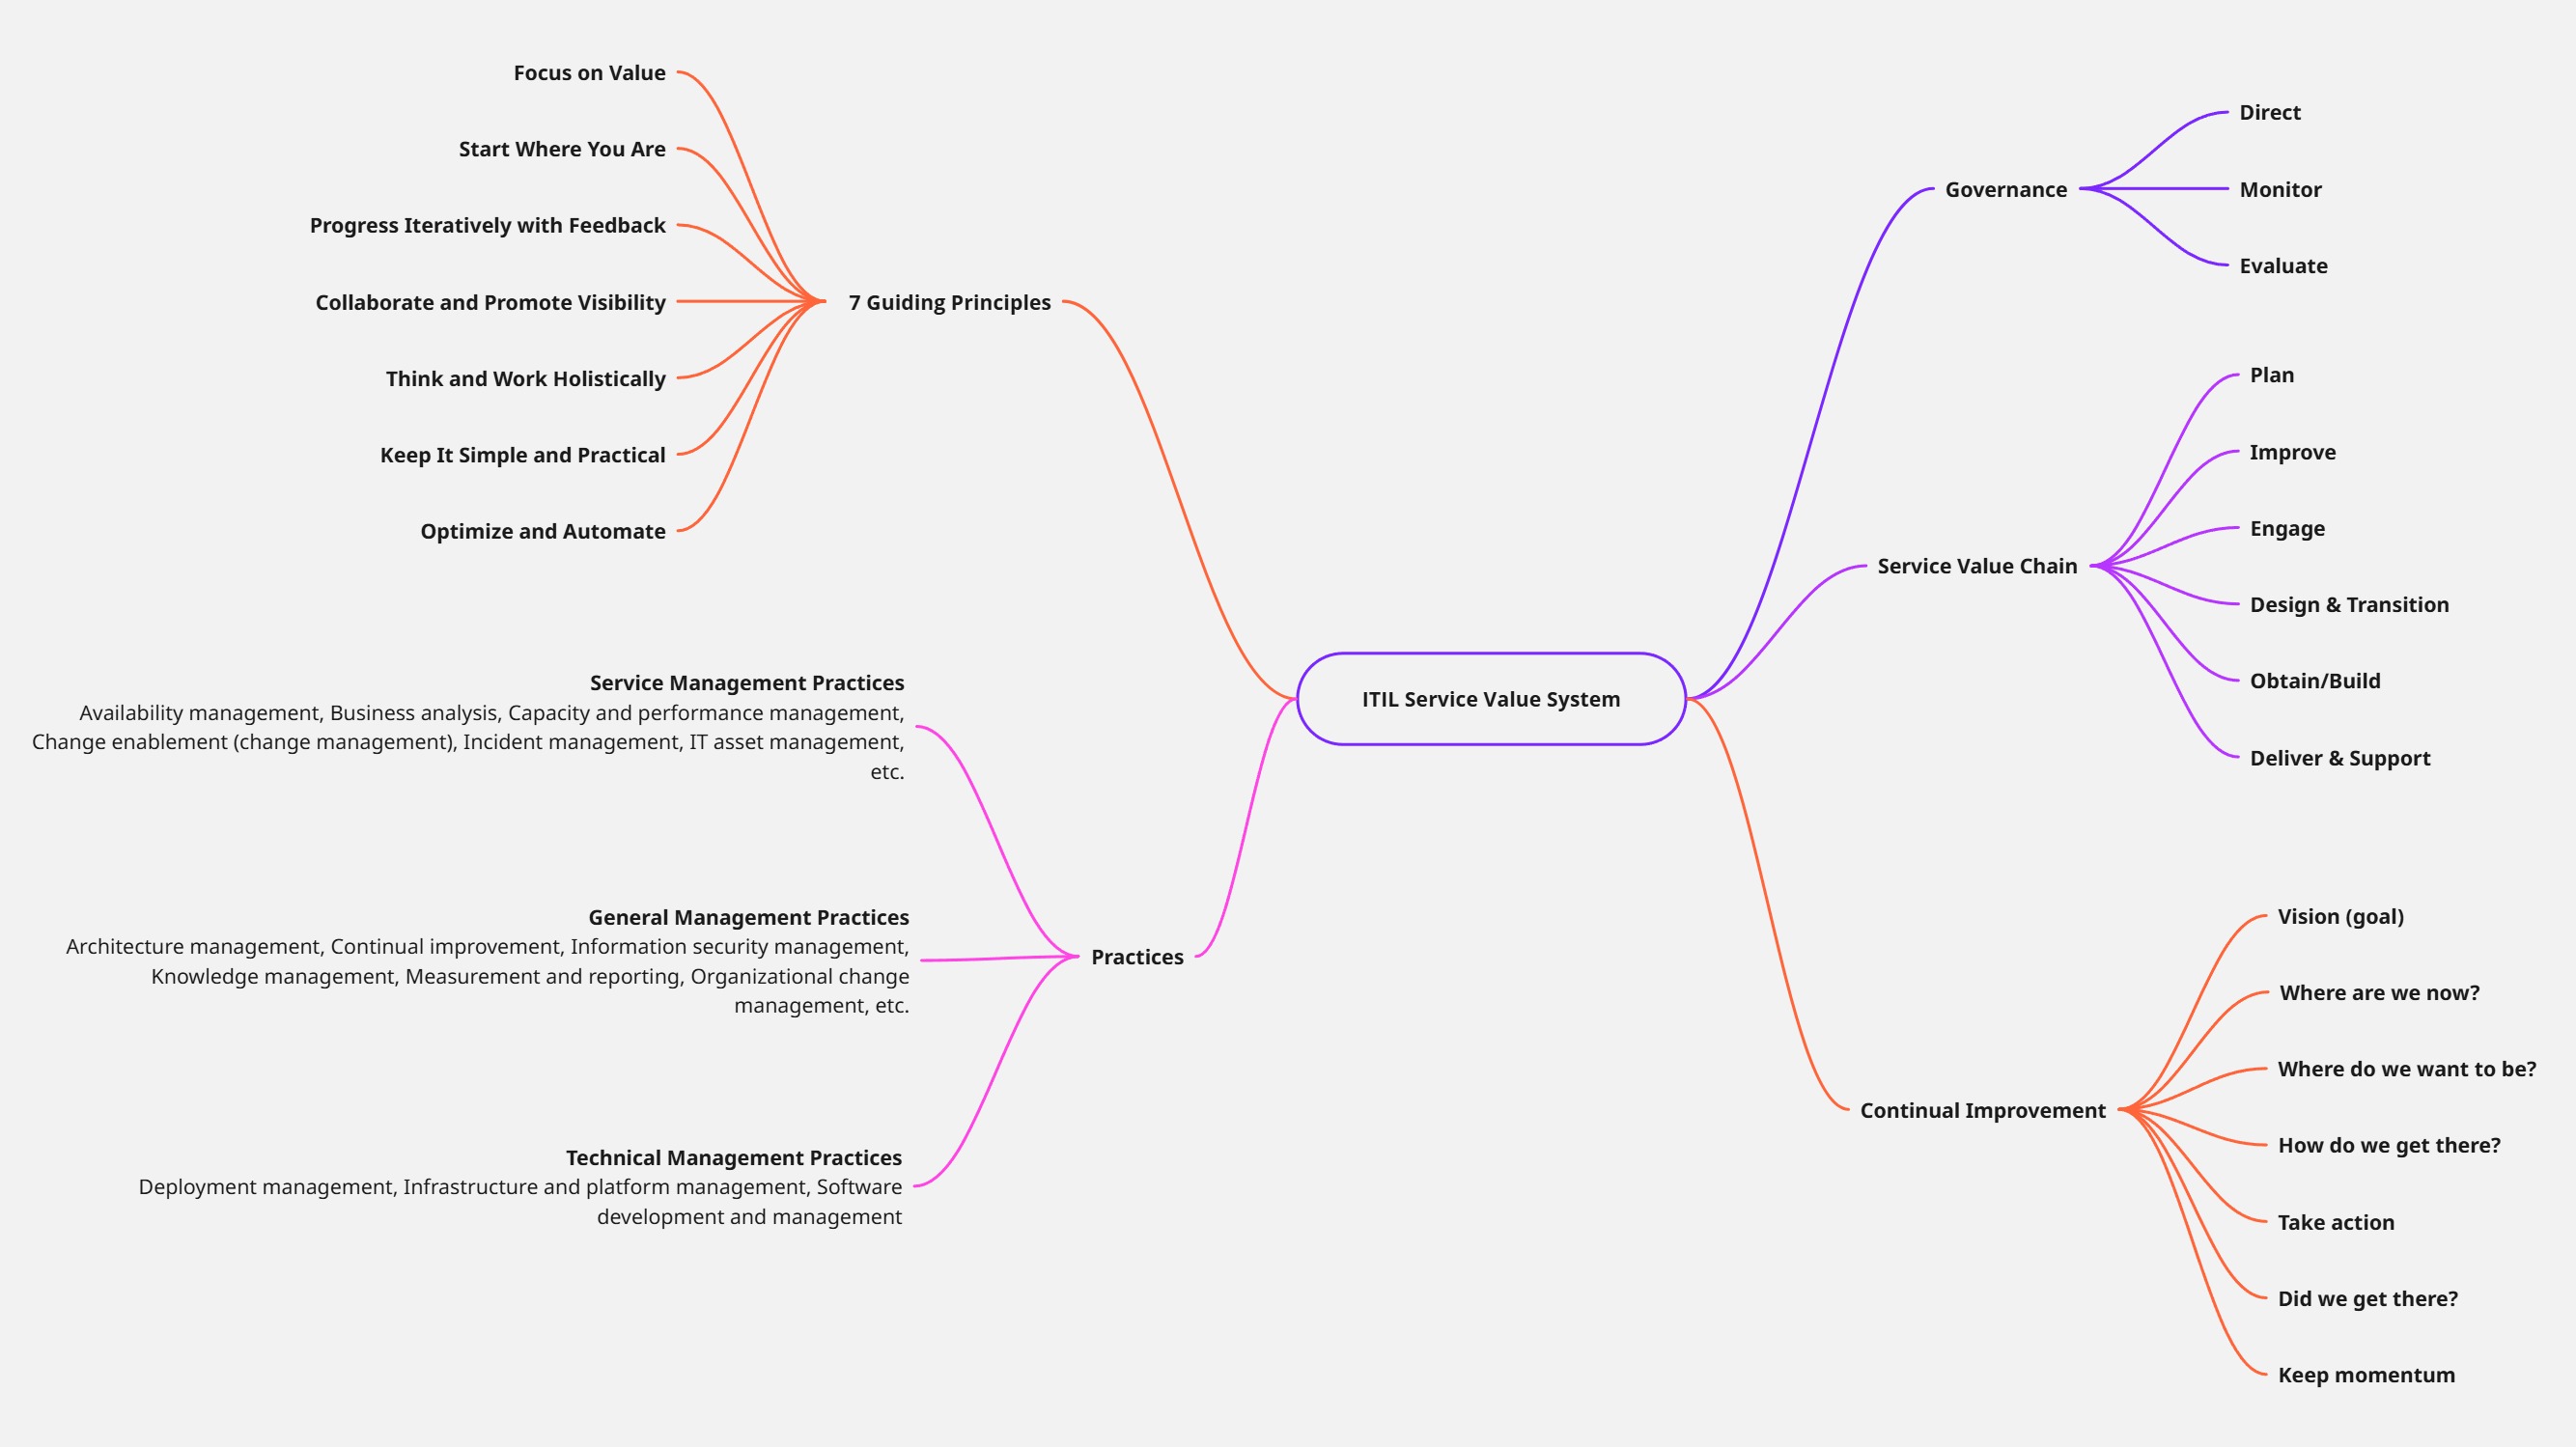 Focus on Value
Start Where You Are
Progress Iteratively with Feedback
Collaborate and Promote Visibility
Think and Work Holistically
Keep It Simple and Practical
Optimize and Automate
7 Guiding Principles
Service Management Practices
Availability management, Business analysis, Capacity and performance management,
Change enablement (change management), Incident management, IT asset management,
etc.
General Management Practices
Architecture management, Continual improvement, Information security management,
Knowledge management, Measurement and reporting, Organizational change
management, etc.
Technical Management Practices
Deployment management, Infrastructure and platform management, Software
development and management
Practices
ITIL Service Value System
Governance
Direct
Monitor
Evaluate
Service Value Chain
Plan
Improve
Engage
Design & Transition
Obtain/Build
Deliver & Support
Continual Improvement
Vision (goal)
Where are we now?
Where do we want to be?
How do we get there?
Take action
Did we get there?
Keep momentum